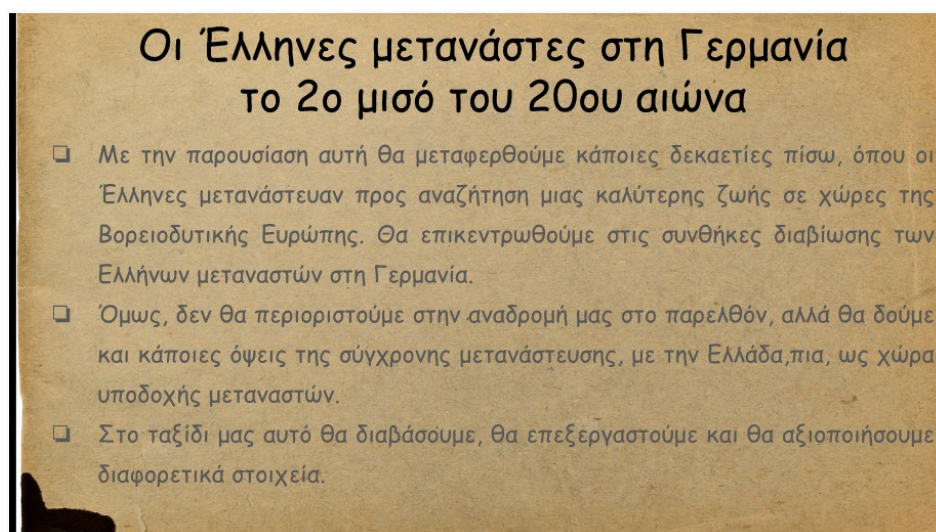 Οι Έλληνες μετανάστες στη Γερμανία
το 2ο μισό του 20ου αιώνα
❏ Με την παρουσίαση αυτή θα μεταφερθούμε κάποιες δεκαετίες πίσω, όπου οι
Έλληνες μετανάστευαν προς αναζήτηση μιας καλύτερης ζωής σε χώρες της
Βορειοδυτικής Ευρώπης. Θα επικεντρωθούμε στις συνθήκες διαβίωσης των
Ελλήνων μεταναστών στη Γερμανία.
❏ Όμως, δεν θα περιοριστούμε στην αναδρομή μας στο παρελθόν, αλλά θα δούμε
και κάποιες όψεις της σύγχρονης μετανάστευσης, με την Ελλάδα,πια, ως χώρα
υποδοχής μεταναστών.
❏ Στο ταξίδι μας αυτό θα διαβάσουμε, θα επεξεργαστούμε και θα αξιοποιήσουμε
διαφορετικά στοιχεία.